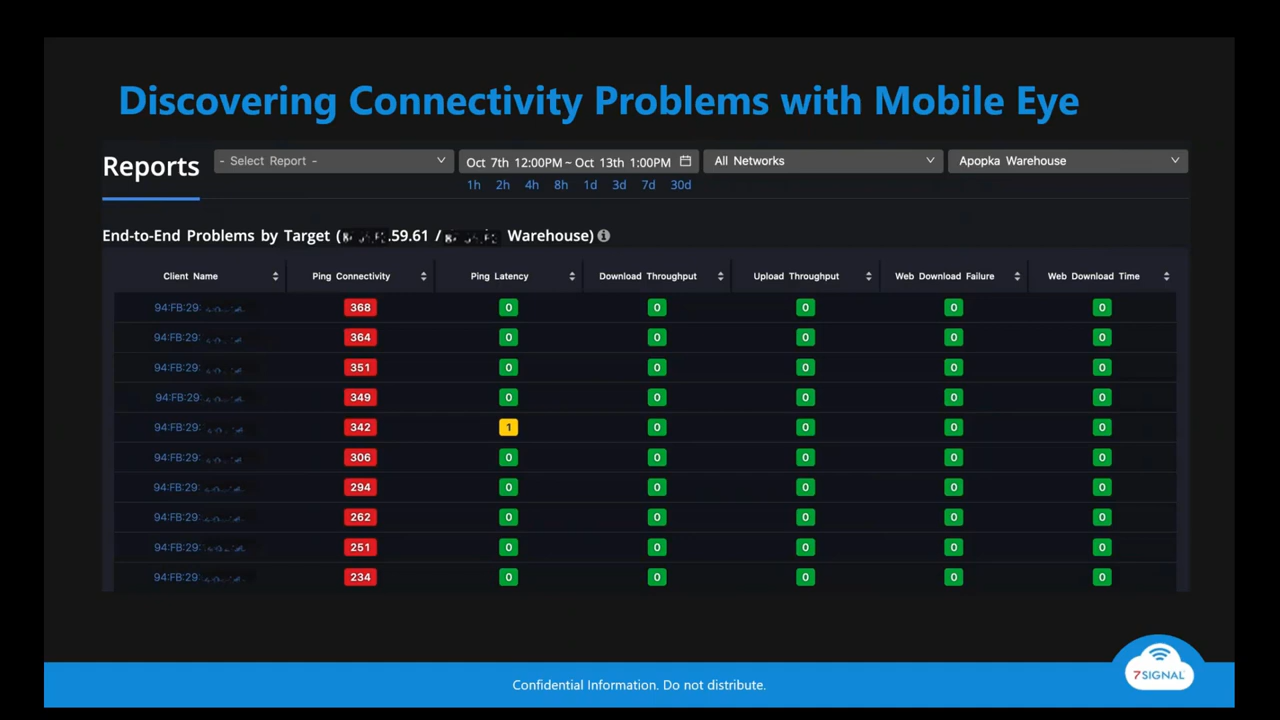 Discovering Connectivity Problems with Mobile Eye
Reports - Select Report - Oct 7th 12:00PM ~ Oct 13th 1:00PM All Networks Apopka Warehouse
1h 2h 4h 8h 1d 3d 7d 30d
End-to-End Problems by Target ( .59.61 / Warehouse)
Client Name Ping Connectivity Ping Latency Download Throughput Upload Throughput Web Download Failure Web Download Time
94:FB:29: 368 0 0 0 0 0
94:FB:29: 364 0 0 0 0 0
94:FB:29: 351 0 0 0 0 0
94:FB:29: 349 0 0 0 0 0
94:FB:29: 342 1 0 0 0 0
94:FB:29: 306 0 0 0 0 0
94:FB:29: 294 0 0 0 0 0
94:FB:29: 262 0 0 0 0 0
94:FB:29: 251 0 0 0 0 0
94:FB:29: 234 0 0 0 0 0
7SIGNAL
Confidential Information. Do not distribute.